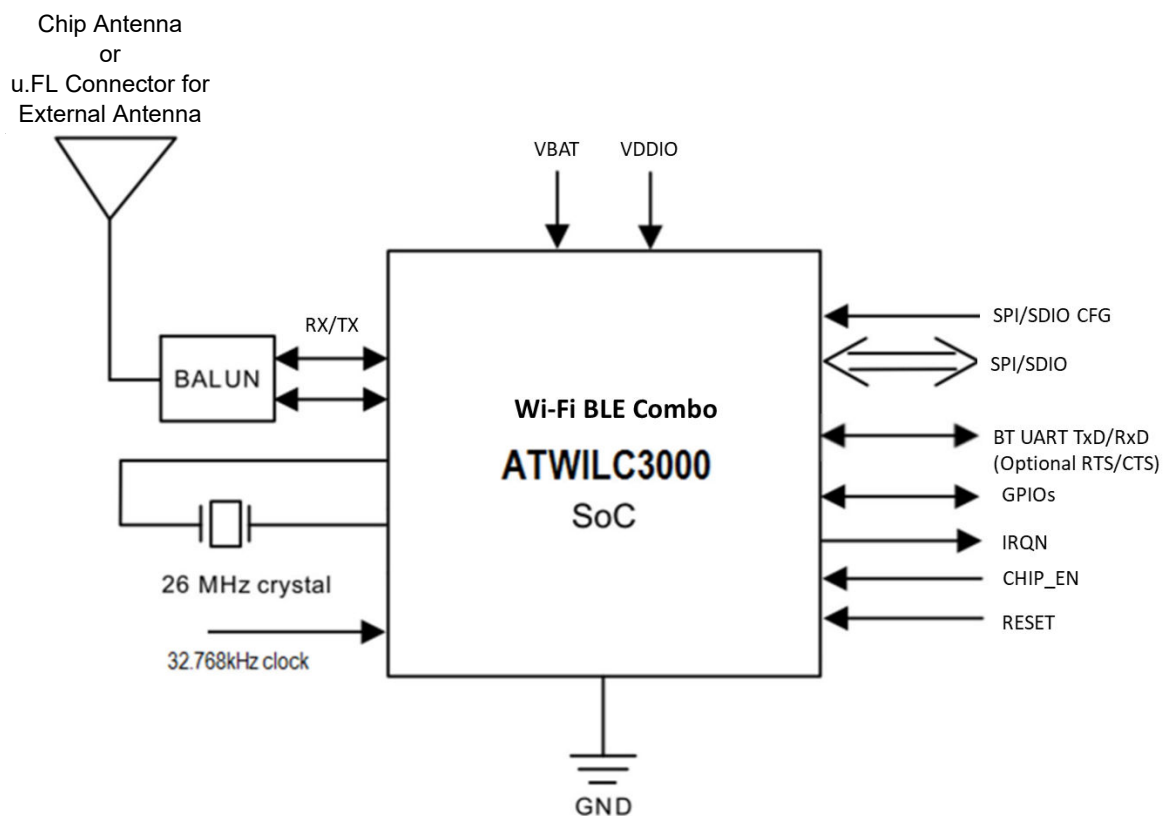 Chip Antenna
or
u.FL Connector for
External Antenna
VBAT
VDDIO
RX/TX
BALUN
Wi-Fi BLE Combo
ATWILC3000
SoC
26 MHz crystal
32.768kHz clock
SPI/SDIO CFG
SPI/SDIO
BT UART TxD/RxD
(Optional RTS/CTS)
GPIOs
IRQN
CHIP_EN
RESET
GND